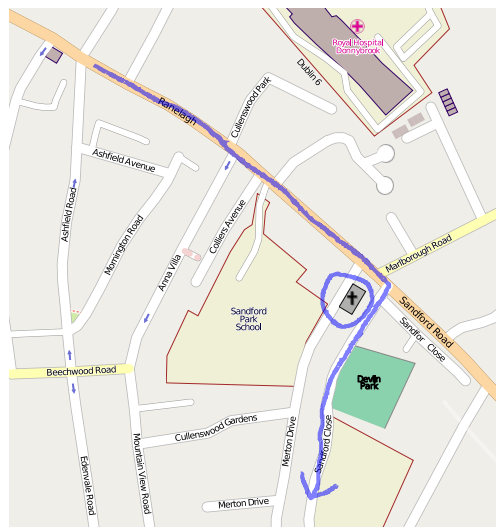 Royal Hospital
Donnybrook
Dublin 6
Ranelagh
Cullenswood Park
Ashfield Avenue
Ashfield Road
Mornington Road
Anna Villa
Colliers Avenue
Marlborough Road
Sandford
Park
School
Sandford Road
Sandfor Close
Devlin
Park
Beechwood Road
Cullenswood Gardens
Merton Drive
Sandford Close
Mountain View Road
Edenvale Road
Merton Drive